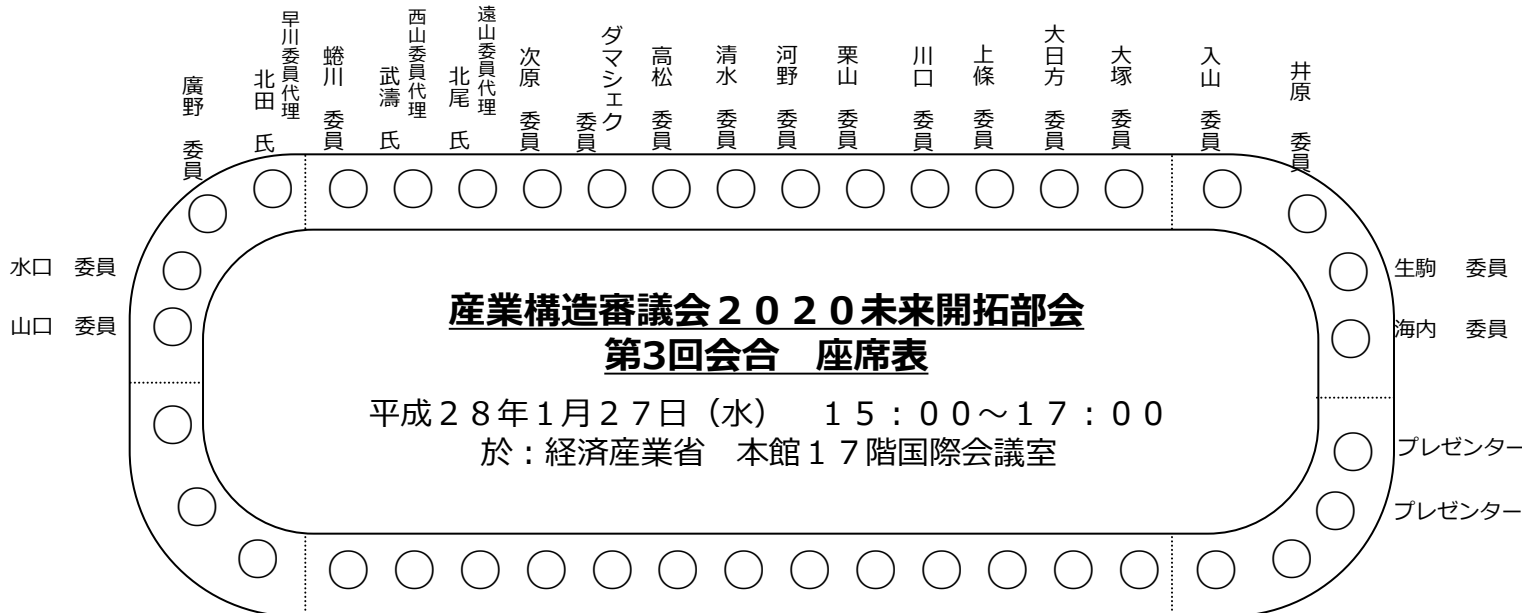 廣野 委員
早川委員代理
北田 氏
蜷川 委員
西山委員代理
武濤 氏
遠山委員代理
北尾 氏
次原 委員
ダマシェク
委員
高松 委員
清水 委員
河野 委員
栗山 委員
川口 委員
上條 委員
大日方 委員
大塚 委員
入山 委員
井原 委員
水口 委員
山口 委員
生駒 委員
海内 委員
産業構造審議会2020未来開拓部会
第3回会合 座席表
平成28年1月27日(水) 15:00~17:00
於:経済産業省 本館17階国際会議室
プレゼンター
プレゼンター